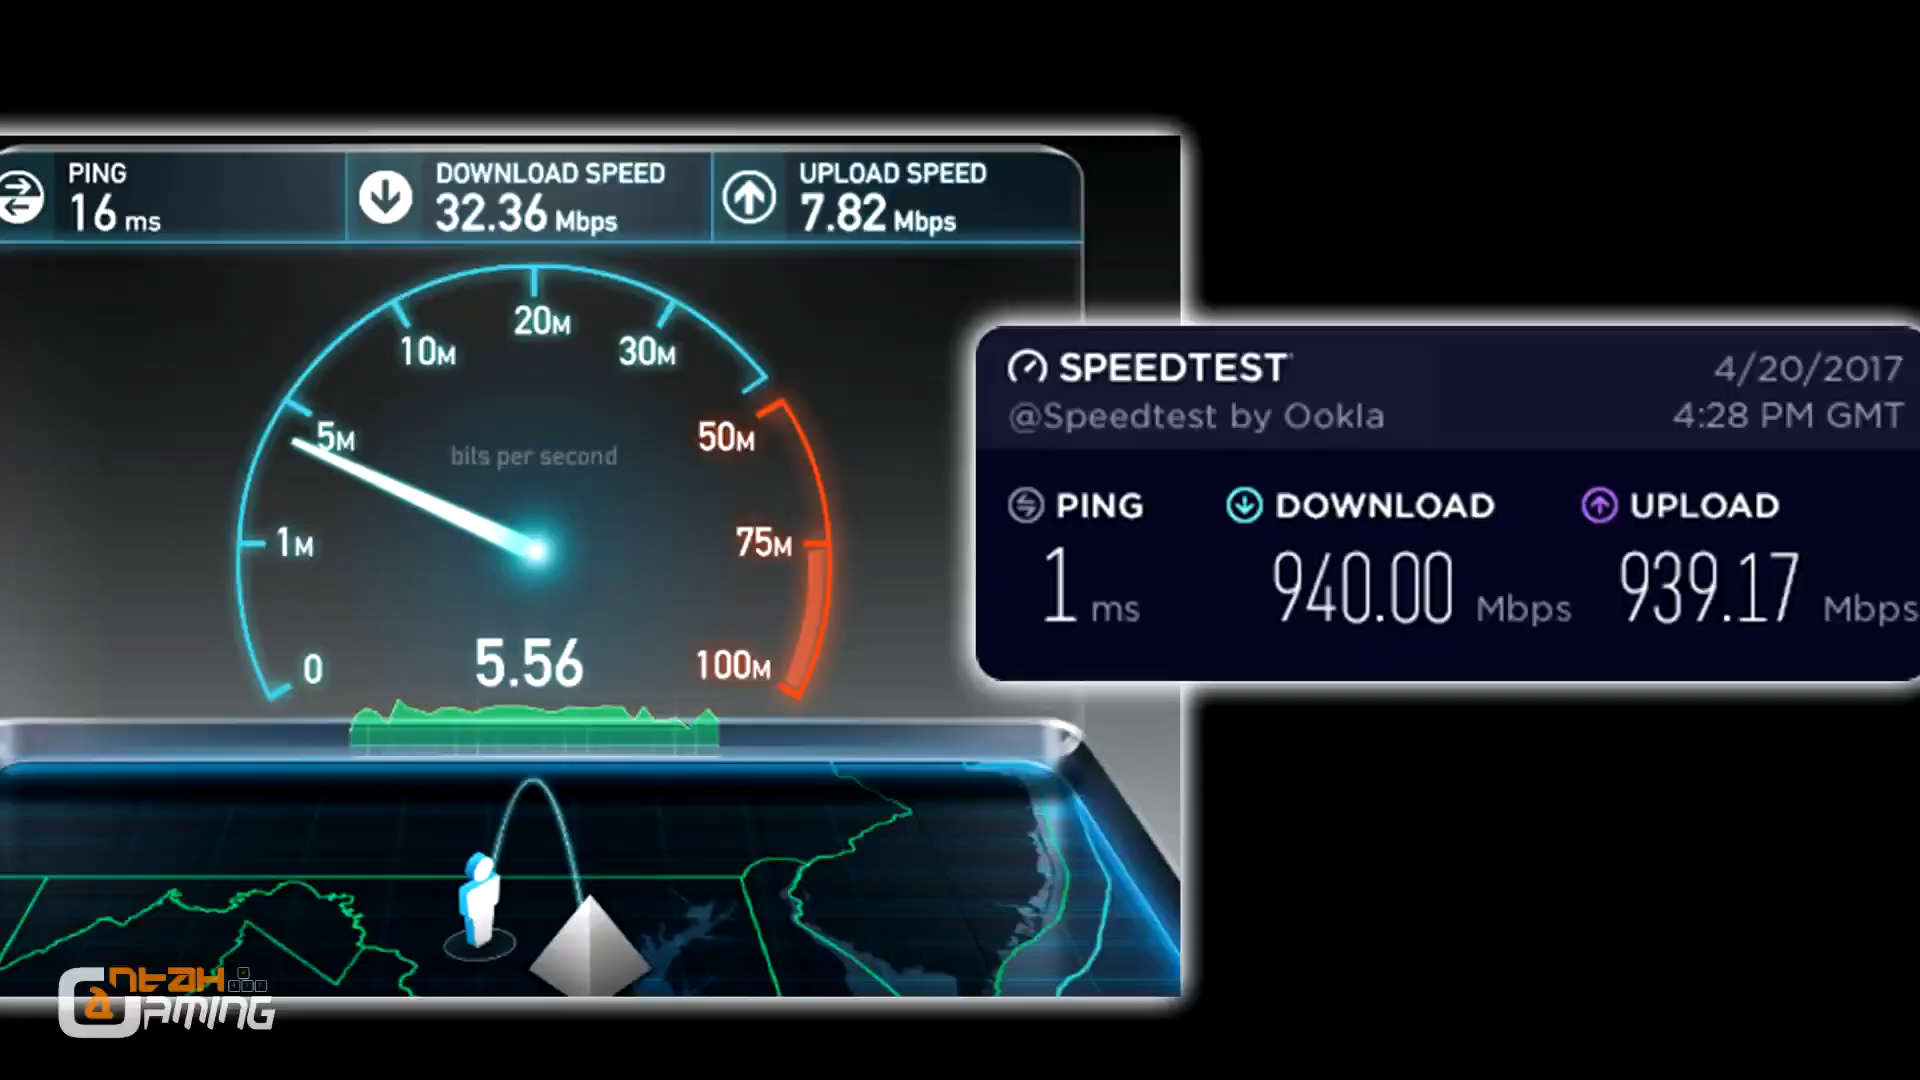 PING
16 ms
DOWNLOAD SPEED
32.36 Mbps
UPLOAD SPEED
7.82 Mbps
20M
10M
30M
5M
50M
bits per second
1M
75M
0
5.56
100M
SPEEDTEST
4/20/2017
@Speedtest by Ookla
4:28 PM GMT
PING
DOWNLOAD
UPLOAD
1 ms
940.00 Mbps
939.17 Mbps
antah
Gaming